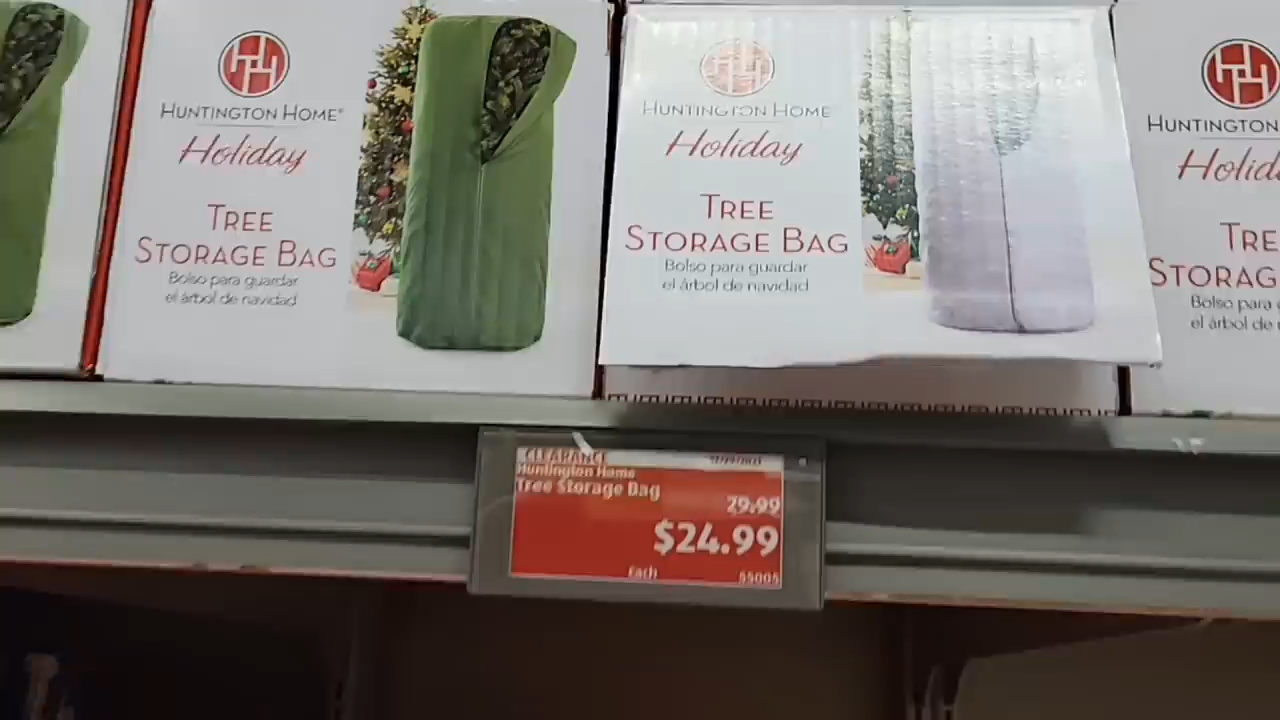 HUNTINGTON HOME®
Holiday
TREE
STORAGE BAG
Bolso para guardar
el árbol de navidad
HUNTINGTON HOME
Holiday
TREE
STORAGE BAG
Bolso para guardar
el árbol de navidad
HUNTINGTON
STORAGE
Bolso para
el árbol de
CLEARANCE
Huntington Home
Tree Storage Bag
29.99
$24.99
Each
55005